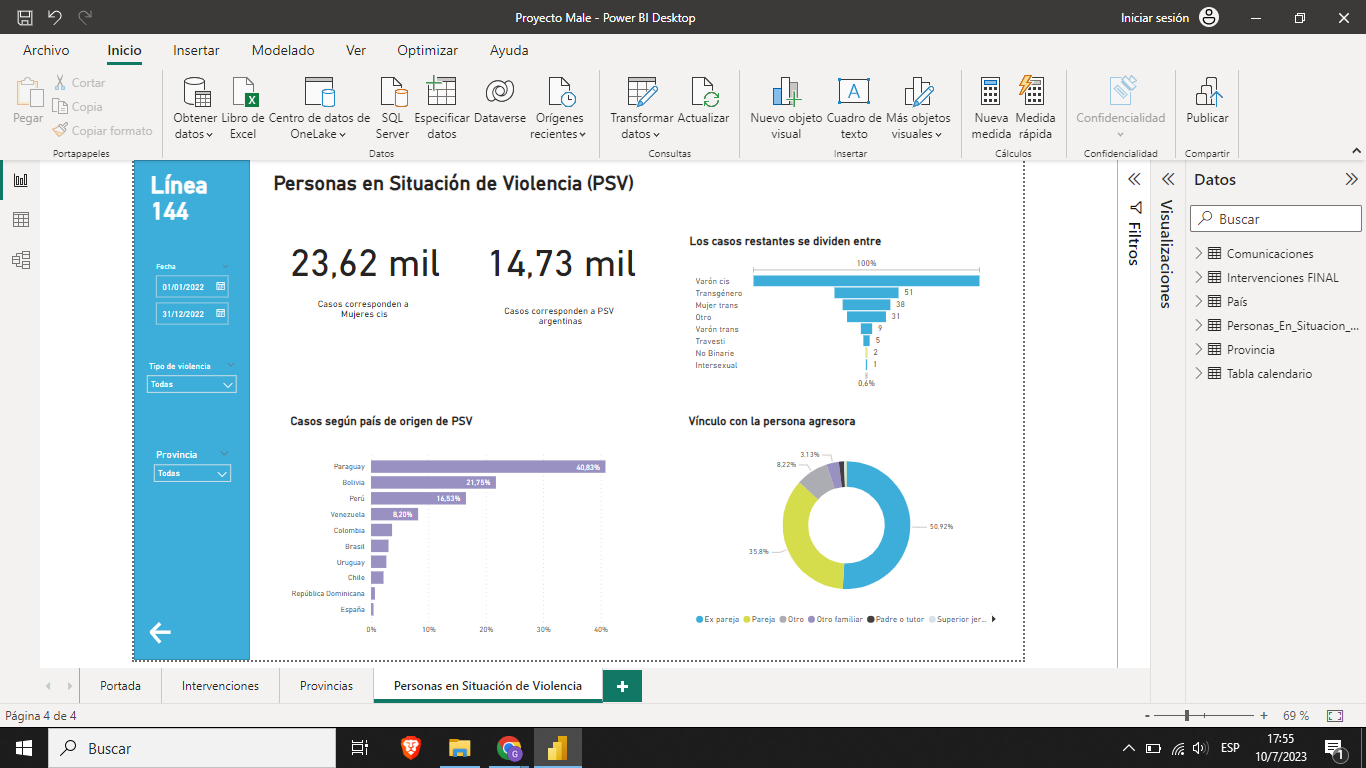 Proyecto Male - Power BI Desktop
Iniciar sesión
Archivo
Inicio
Insertar
Modelado
Ver
Optimizar
Ayuda
Pegar
Cortar
Copia
Copiar formato
Portapapeles
Obtener
datos
Libro de
Excel
Centro de datos de
OneLake
SQL
Server
Especificar
datos
Dataverse
Orígenes
recientes
Datos
Transformar
datos
Actualizar
Consultas
Nuevo objeto
visual
Cuadro de
texto
Más objetos
visuales
Insertar
Nueva
medida
Medida
rápida
Cálculos
Confidencialidad
Confidencialidad
Publicar
Compartir
Línea
144
Fecha
01/01/2022
31/12/2022
Tipo de violencia
Todas
Provincia
Todas
Personas en Situación de Violencia (PSV)
23,62 mil
Casos corresponden a
Mujeres cis
14,73 mil
Casos corresponden a PSV
argentinas
Los casos restantes se dividen entre
100%
Varón cis
Transgénero 51
Mujer trans 38
Otro 31
Varón trans 9
Travesti 5
No Binarie 2
Intersexual 1
0,6%
Casos según país de origen de PSV
Paraguay 40,83%
Bolivia 21,75%
Perú 16,53%
Venezuela 8,20%
Colombia
Brasil
Uruguay
Chile
República Dominicana
España
0% 10% 20% 30% 40%
Vínculo con la persona agresora
3,13%
8,22%
50,92%
35,8%
Ex pareja Pareja Otro Otro familiar Padre o tutor Superior jer...
Filtros
Visualizaciones
Datos
Buscar
Comunicaciones
Intervenciones FINAL
País
Personas_En_Situacion_...
Provincia
Tabla calendario
Portada
Intervenciones
Provincias
Personas en Situación de Violencia
Página 4 de 4
- + 69 %
Buscar
G
ESP
17:55
10/7/2023
1